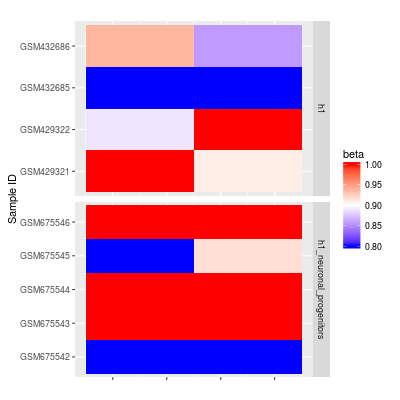 GSM432686
GSM432685
GSM429322
GSM429321
h1
GSM675546
GSM675545
GSM675544
GSM675543
GSM675542
h1_neuronal_progenitors
Sample ID
beta
1.00
0.95
0.90
0.85
0.80